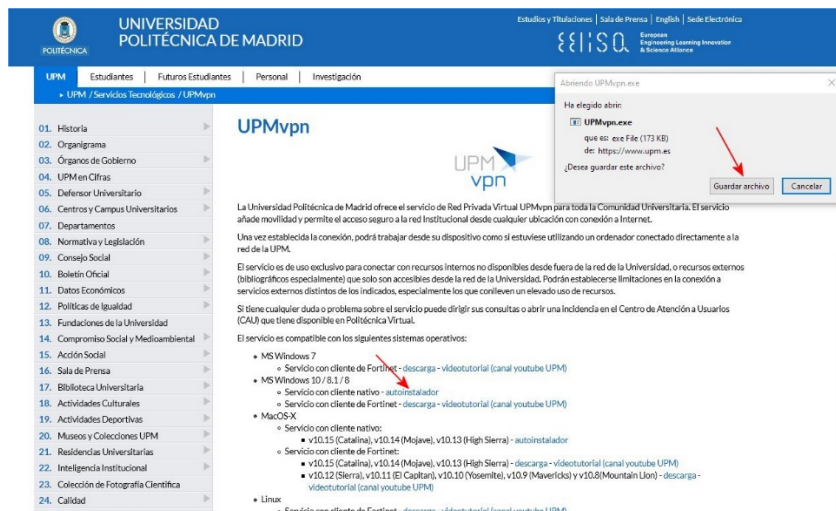 UNIVERSIDAD
POLITÉCNICA DE MADRID
POLITÉCNICA
Estudios y Titulaciones | Sala de Prensa | English | Sede Electrónica
European
Engineering Learning Innovation
& Science Alliance
UPM
Estudiantes | Futuros Estudiantes | Personal | Investigación
UPM / Servicios Tecnológicos / UPMvpn
01. Historia
02. Organigrama
03. Órganos de Gobierno
04. UPM en Cifras
05. Defensor Universitario
06. Centros y Campus Universitarios
07. Departamentos
08. Normativa y Legislación
09. Consejo Social
10. Boletín Oficial
11. Datos Económicos
12. Políticas de Igualdad
13. Fundaciones de la Universidad
14. Compromiso Social y Medioambiental
15. Acción Social
16. Sala de Prensa
17. Biblioteca Universitaria
18. Actividades Culturales
19. Actividades Deportivas
20. Museos y Colecciones UPM
21. Residencias Universitarias
22. Inteligencia Institucional
23. Colección de Fotografía Científica
24. Calidad
UPMvpn
UPM
vpn
La Universidad Politécnica de Madrid ofrece el servicio de Red Privada Virtual UPMvpn para toda la Comunidad Universitaria. El servicio
añade movilidad y permite el acceso seguro a la red Institucional desde cualquier ubicación con conexión a Internet.
Una vez establecida la conexión, podrá trabajar desde su dispositivo como si estuviese utilizando un ordenador conectado directamente a la
red de la UPM.
El servicio es de uso exclusivo para conectar con recursos internos no disponibles desde fuera de la red de la Universidad, o recursos externos
(bibliográficos especialmente) que solo son accesibles desde la red de la Universidad. Podrán establecerse limitaciones en la conexión a
servicios externos distintos de los indicados, especialmente los que conlleven un elevado uso de recursos.
Si tiene cualquier duda o problema sobre el servicio puede dirigir sus consultas o abrir una incidencia en el Centro de Atención a Usuarios
(CAU) que tiene disponible en Politécnica Virtual.
El servicio es compatible con los siguientes sistemas operativos:
MS Windows 7
Servicio con cliente de Fortinet - descarga - videotutorial (canal youtube UPM)
MS Windows 10 / 8.1 / 8
Servicio con cliente nativo - autoinstalador
Servicio con cliente de Fortinet - descarga - videotutorial (canal youtube UPM)
MacOS-X
Servicio con cliente nativo:
v10.15 (Catalina), v10.14 (Mojave), v10.13 (High Sierra) - autoinstalador
Servicio con cliente de Fortinet:
v10.15 (Catalina), v10.14 (Mojave), v10.13 (High Sierra) - descarga - videotutorial (canal youtube UPM)
v10.12 (Sierra), v10.11 (El Capitan), v10.10 (Yosemite), v10.9 (Mavericks) y v10.8(Mountain Lion) - descarga -
videotutorial (canal youtube UPM)
Linux
Servicio con cliente de Fortinet - descarga - videotutorial (canal youtube UPM)
Abriendo UPMvpn.exe
Ha elegido abrir:
UPMvpn.exe
que es: exe File (173 KB)
de: https://www.upm.es
¿Desea guardar este archivo?
Guardar archivo
Cancelar